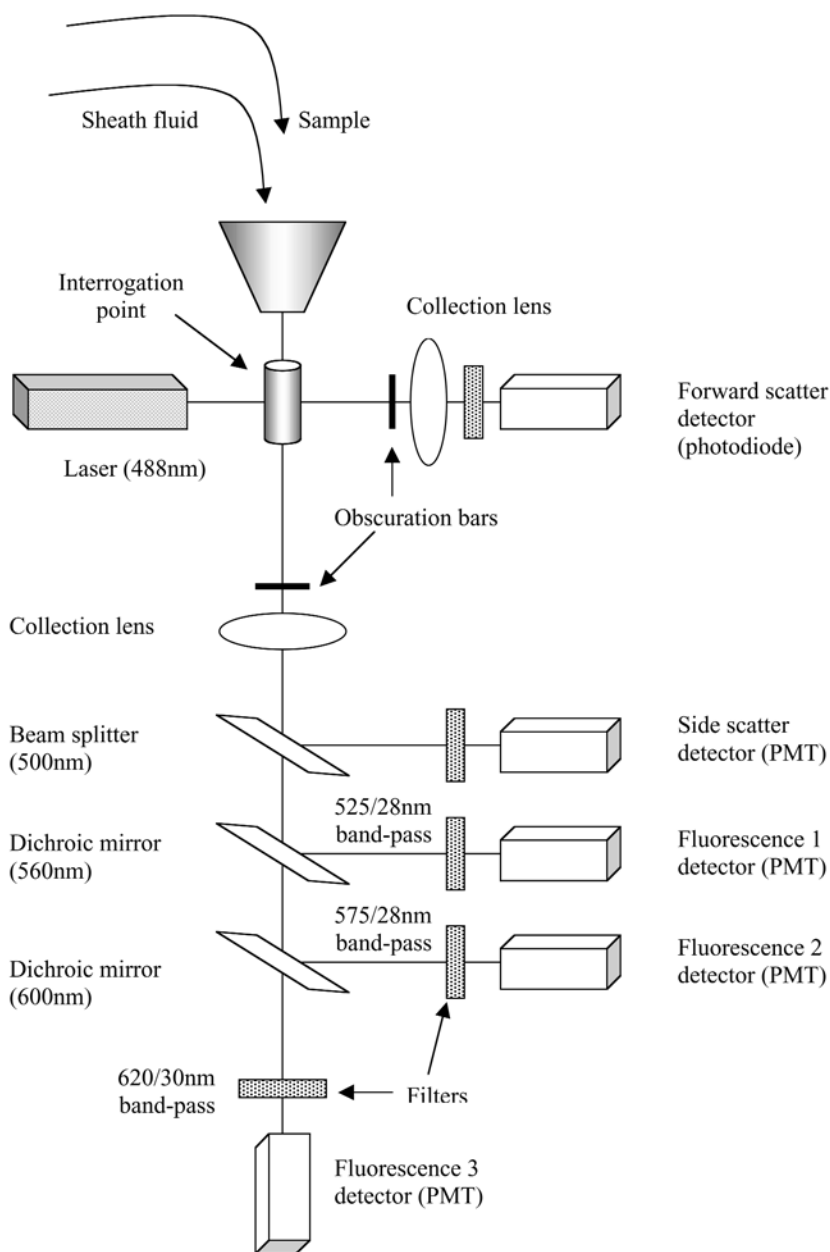 Sheath fluid
Sample
Interrogation
point
Collection lens
Laser (488nm)
Forward scatter
detector
(photodiode)
Obscuration bars
Collection lens
Beam splitter
(500nm)
Side scatter
detector (PMT)
525/28nm
band-pass
Dichroic mirror
(560nm)
Fluorescence 1
detector (PMT)
575/28nm
band-pass
Dichroic mirror
(600nm)
Fluorescence 2
detector (PMT)
620/30nm
band-pass
Filters
Fluorescence 3
detector (PMT)